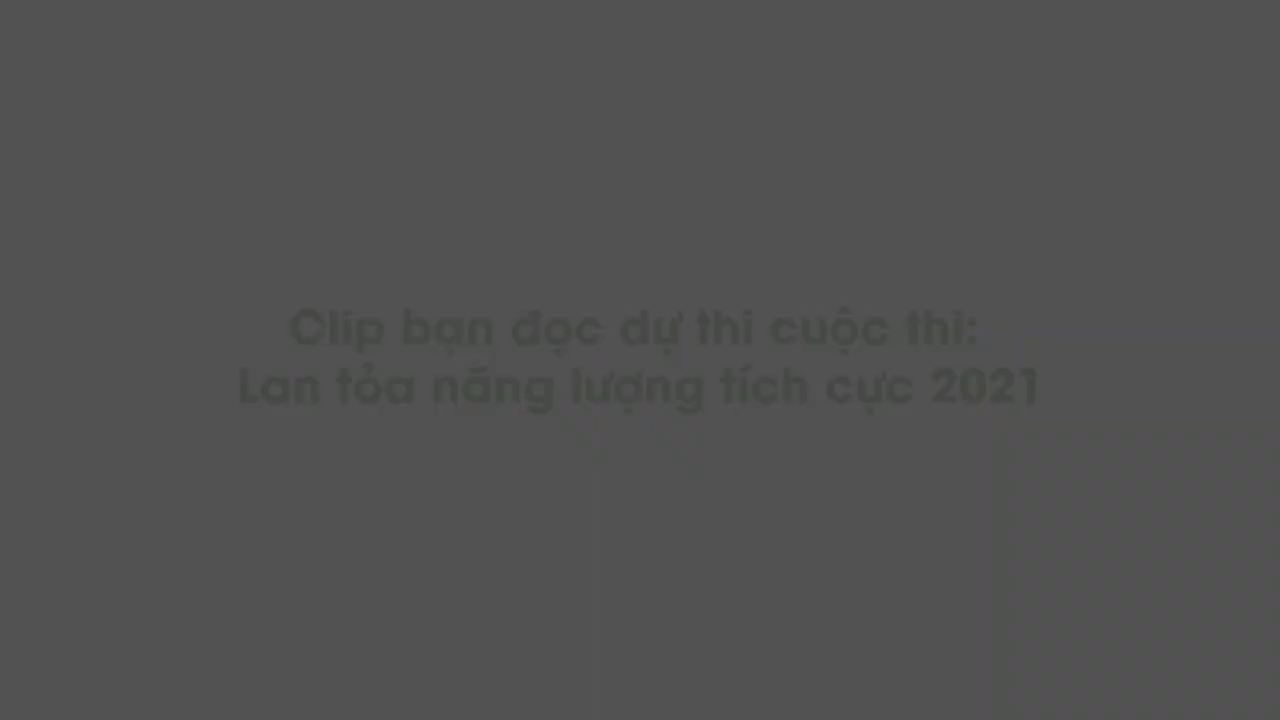 Clip bạn đọc dự thi cuộc thi:
Lan tỏa năng lượng tích cực 2021